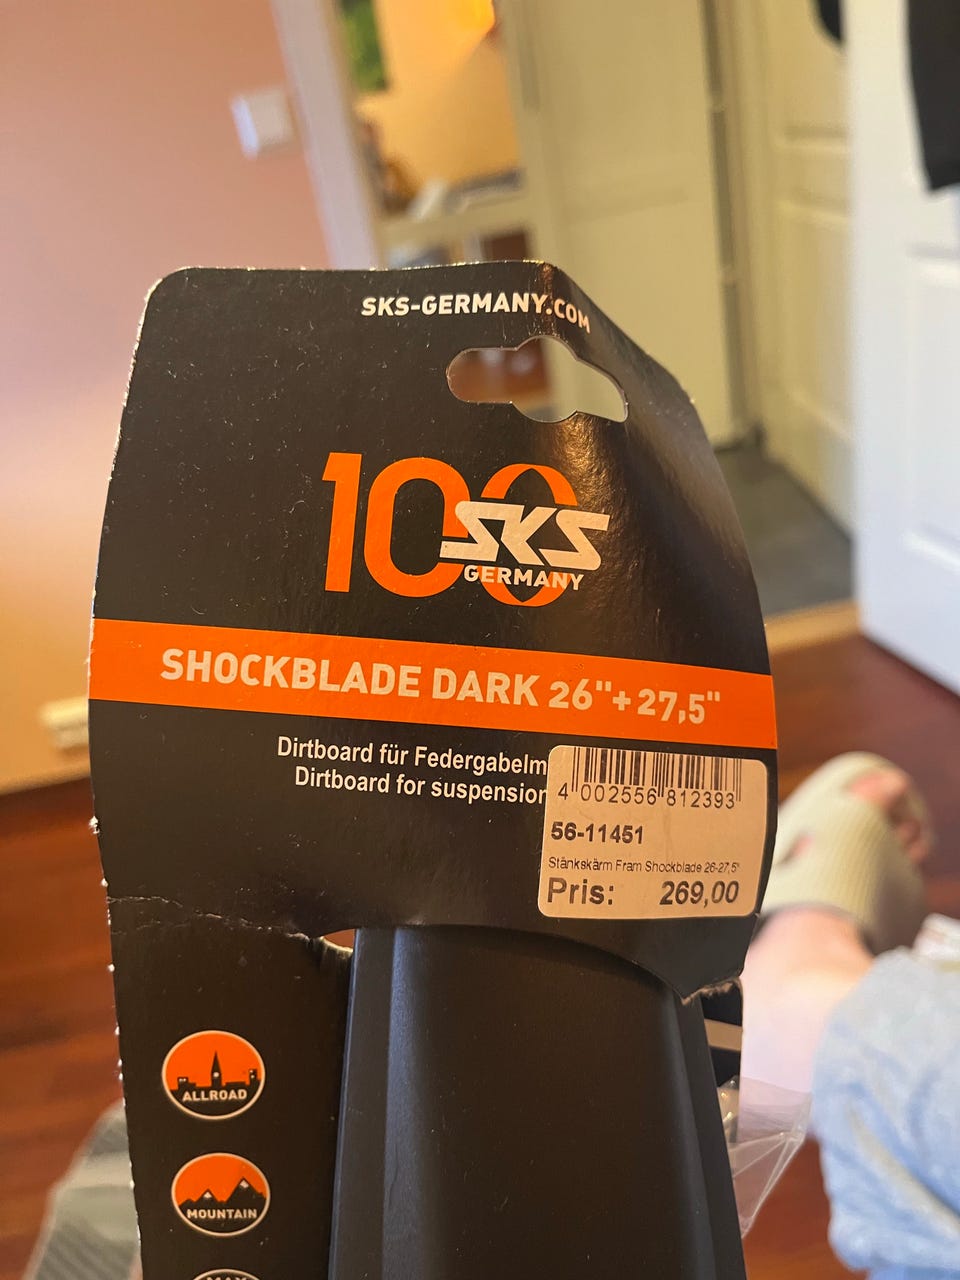 SKS-GERMANY.COM
100
SKS
GERMANY
SHOCKBLADE DARK 26"+ 27,5"
Dirtboard für Federgabelm
Dirtboard for suspension
4 002556 812393
56-11451
Stänkskärm Fram Shockblade 26-27,5"
Pris: 269,00
ALLROAD
MOUNTAIN
MAX